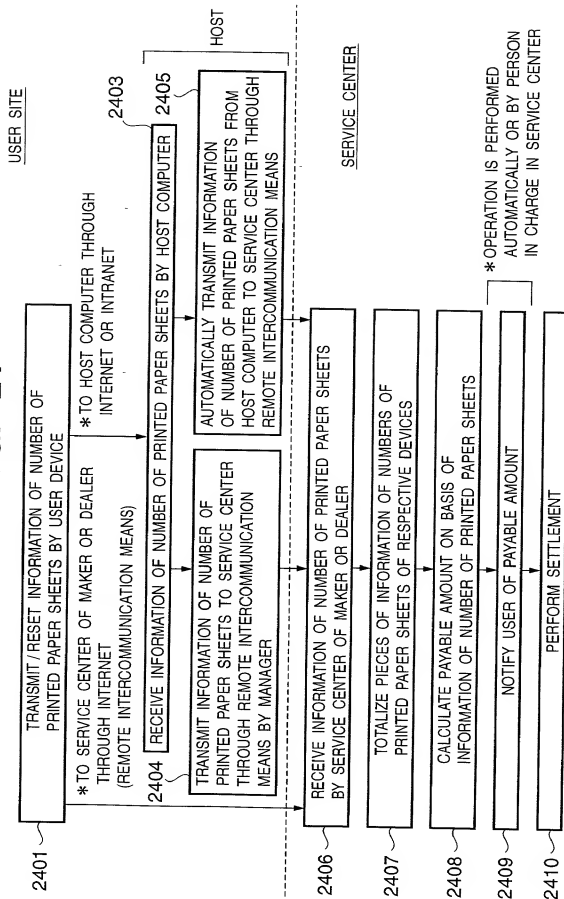 USER SITE
2401
TRANSMIT / RESET INFORMATION OF NUMBER OF
PRINTED PAPER SHEETS BY USER DEVICE
*TO SERVICE CENTER OF MAKER OR DEALER
THROUGH INTERNET
(REMOTE INTERCOMMUNICATION MEANS)
*TO HOST COMPUTER THROUGH
INTERNET OR INTRANET
2403
RECEIVE INFORMATION OF NUMBER OF PRINTED PAPER SHEETS BY HOST COMPUTER
HOST
2404
TRANSMIT INFORMATION OF NUMBER OF
PRINTED PAPER SHEETS TO SERVICE CENTER
THROUGH REMOTE INTERCOMMUNICATION
MEANS BY MANAGER
2405
AUTOMATICALLY TRANSMIT INFORMATION
OF NUMBER OF PRINTED PAPER SHEETS FROM
HOST COMPUTER TO SERVICE CENTER THROUGH
REMOTE INTERCOMMUNICATION MEANS
SERVICE CENTER
2406
RECEIVE INFORMATION OF NUMBER OF PRINTED PAPER SHEETS
BY SERVICE CENTER OF MAKER OR DEALER
2407
TOTALIZE PIECES OF INFORMATION OF NUMBERS OF
PRINTED PAPER SHEETS OF RESPECTIVE DEVICES
2408
CALCULATE PAYABLE AMOUNT ON BASIS OF
INFORMATION OF NUMBER OF PRINTED PAPER SHEETS
2409
NOTIFY USER OF PAYABLE AMOUNT
*OPERATION IS PERFORMED
AUTOMATICALLY OR BY PERSON
IN CHARGE IN SERVICE CENTER
2410
PERFORM SETTLEMENT